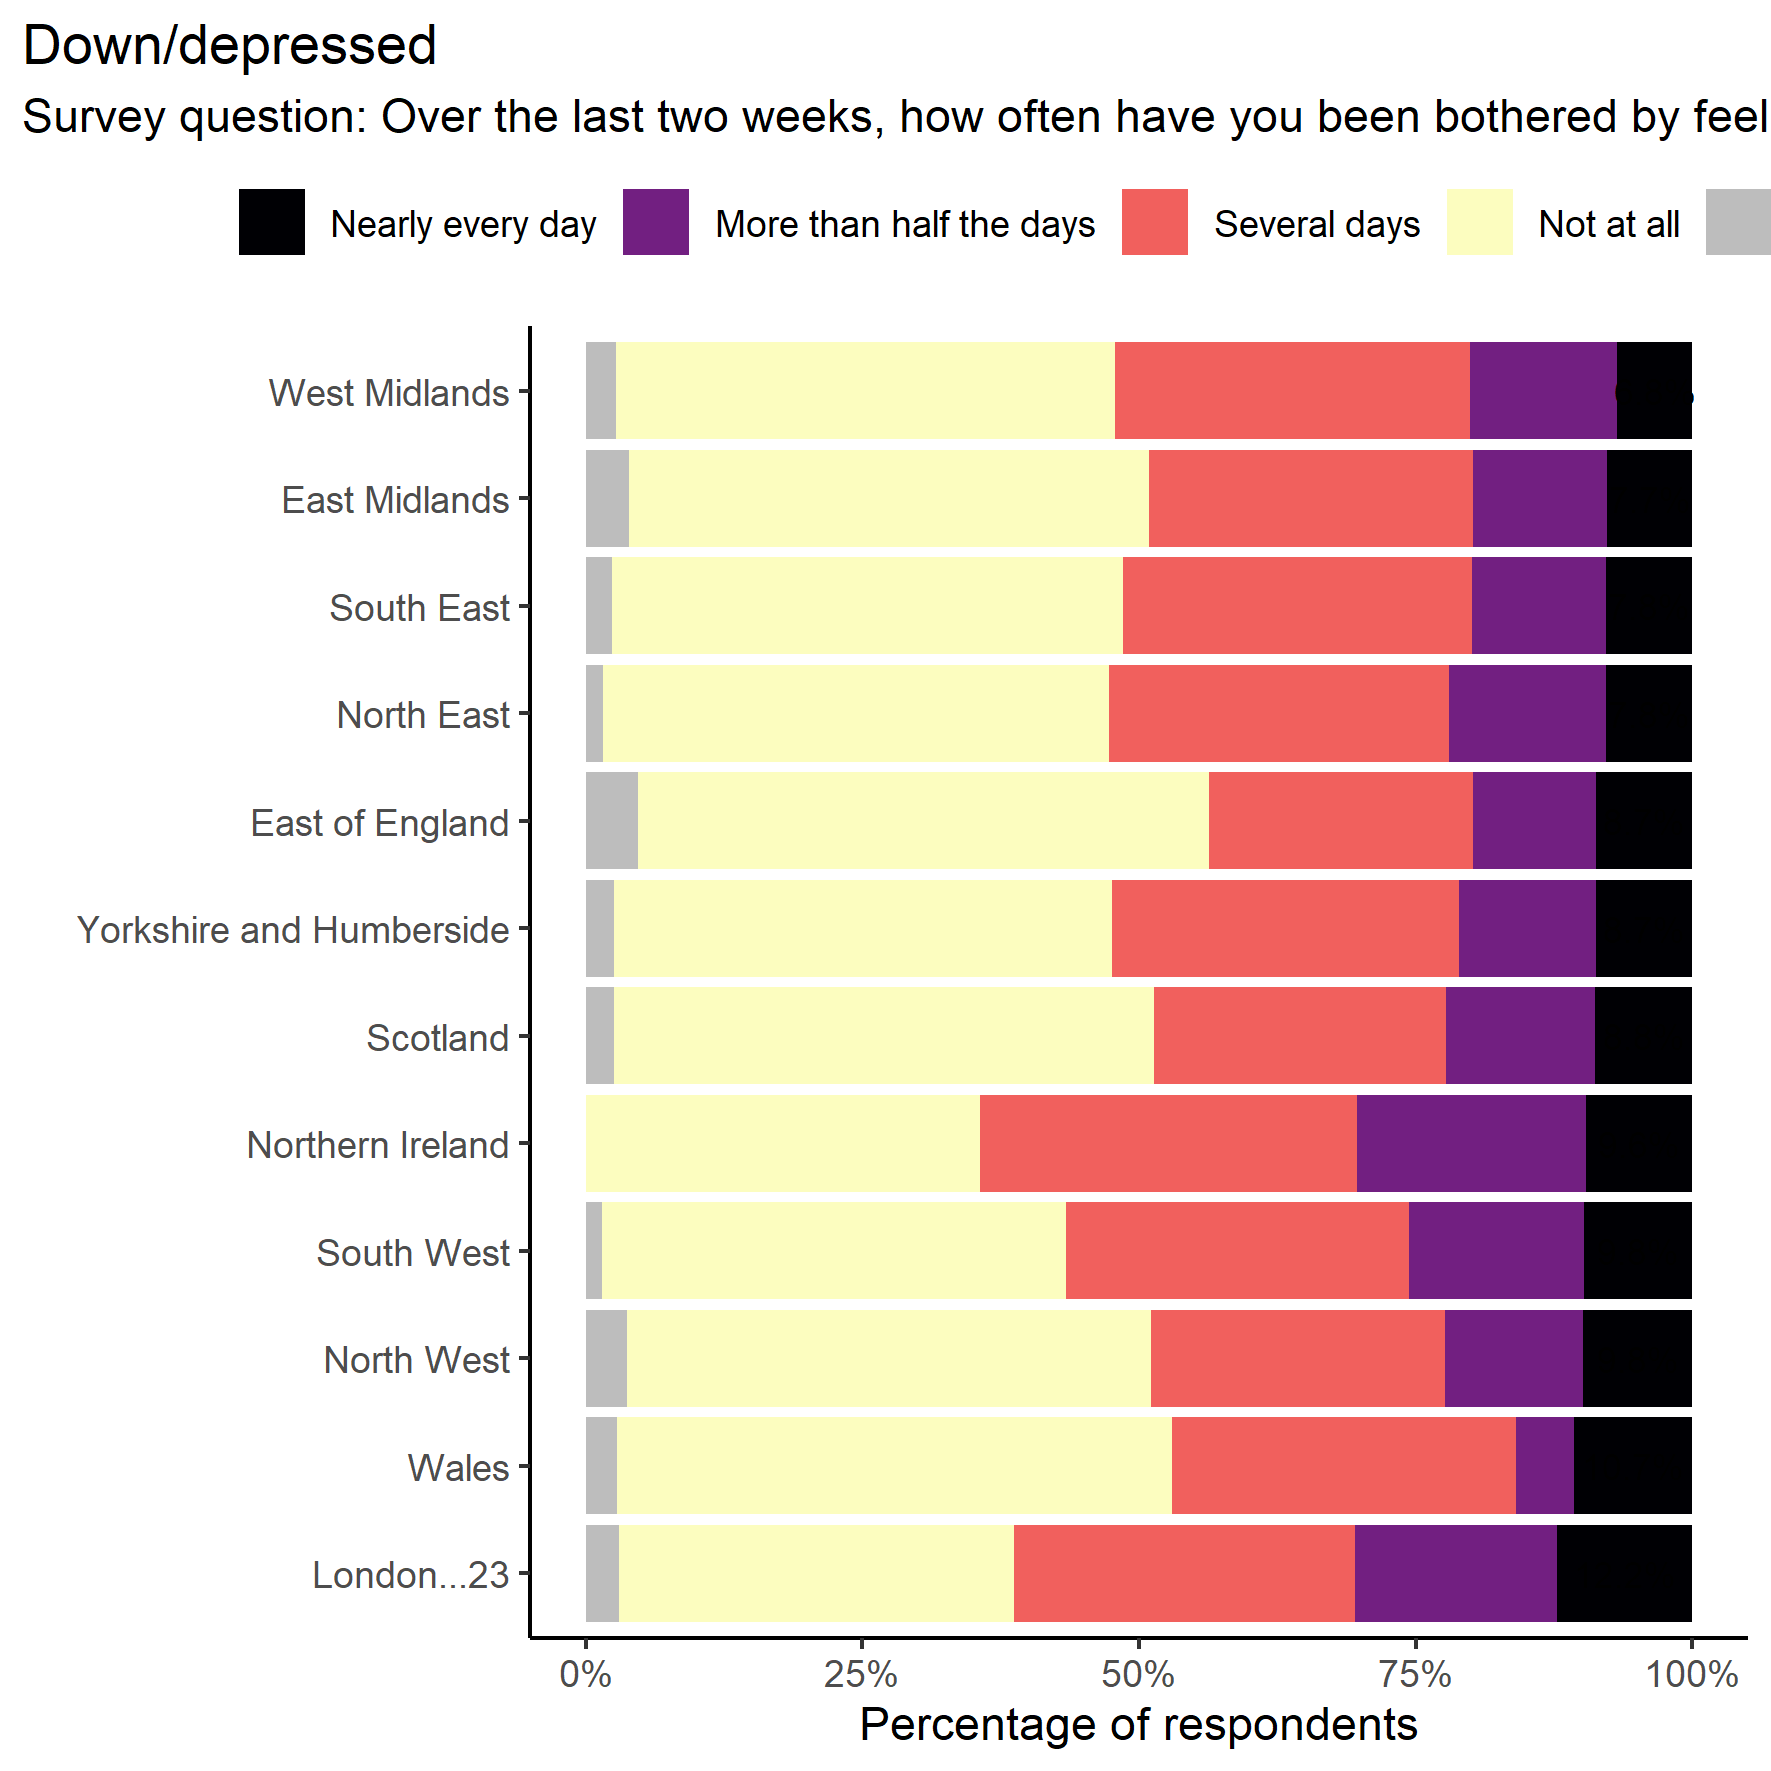 Down/depressed
Survey question: Over the last two weeks, how often have you been bothered by feel
Nearly every day More than half the days Several days Not at all
West Midlands
East Midlands
South East
North East
East of England
Yorkshire and Humberside
Scotland
Northern Ireland
South West
North West
Wales
London...23
0% 25% 50% 75% 100%
Percentage of respondents